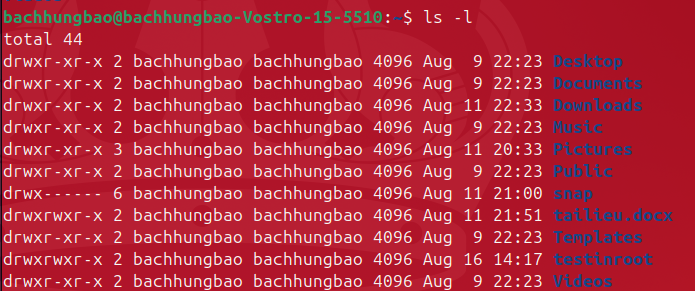 bachhungbao@bachhungbao-Vostro-15-5510:~$ ls -l
total 44
drwxr-xr-x 2 bachhungbao bachhungbao 4096 Aug  9 22:23 Desktop
drwxr-xr-x 2 bachhungbao bachhungbao 4096 Aug  9 22:23 Documents
drwxr-xr-x 2 bachhungbao bachhungbao 4096 Aug 11 22:33 Downloads
drwxr-xr-x 2 bachhungbao bachhungbao 4096 Aug  9 22:23 Music
drwxr-xr-x 3 bachhungbao bachhungbao 4096 Aug 11 20:33 Pictures
drwxr-xr-x 2 bachhungbao bachhungbao 4096 Aug  9 22:23 Public
drwx------ 6 bachhungbao bachhungbao 4096 Aug 11 21:00 snap
drwxrwxr-x 2 bachhungbao bachhungbao 4096 Aug 11 21:51 tailieu.docx
drwxr-xr-x 2 bachhungbao bachhungbao 4096 Aug  9 22:23 Templates
drwxrwxr-x 2 bachhungbao bachhungbao 4096 Aug 16 14:17 testinroot
drwxr-xr-x 2 bachhungbao bachhungbao 4096 Aug  9 22:23 Videos